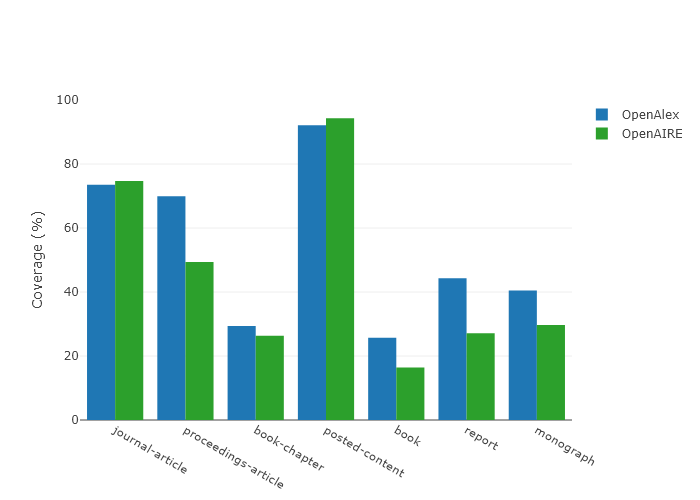 OpenAlex
OpenAIRE
Coverage (%)
100
80
60
40
20
0
journal-article
proceedings-article
book-chapter
posted-content
book
report
monograph